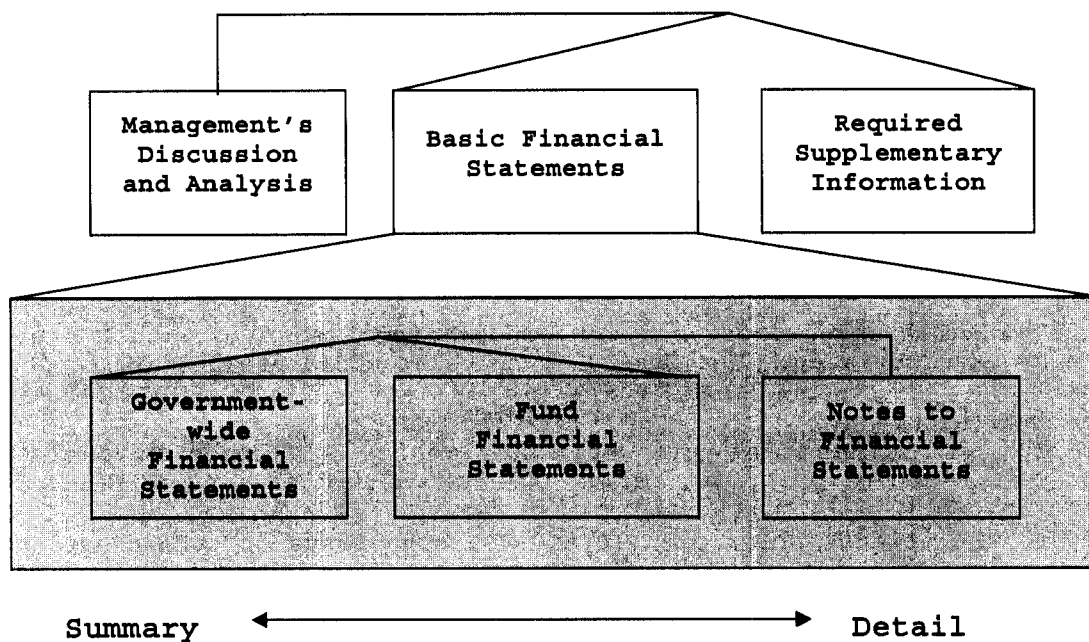 Management's
Discussion
and Analysis
Basic Financial
Statements
Required
Supplementary
Information
Government-
wide
Financial
Statements
Fund
Financial
Statements
Notes to
Financial
Statements
Summary
Detail